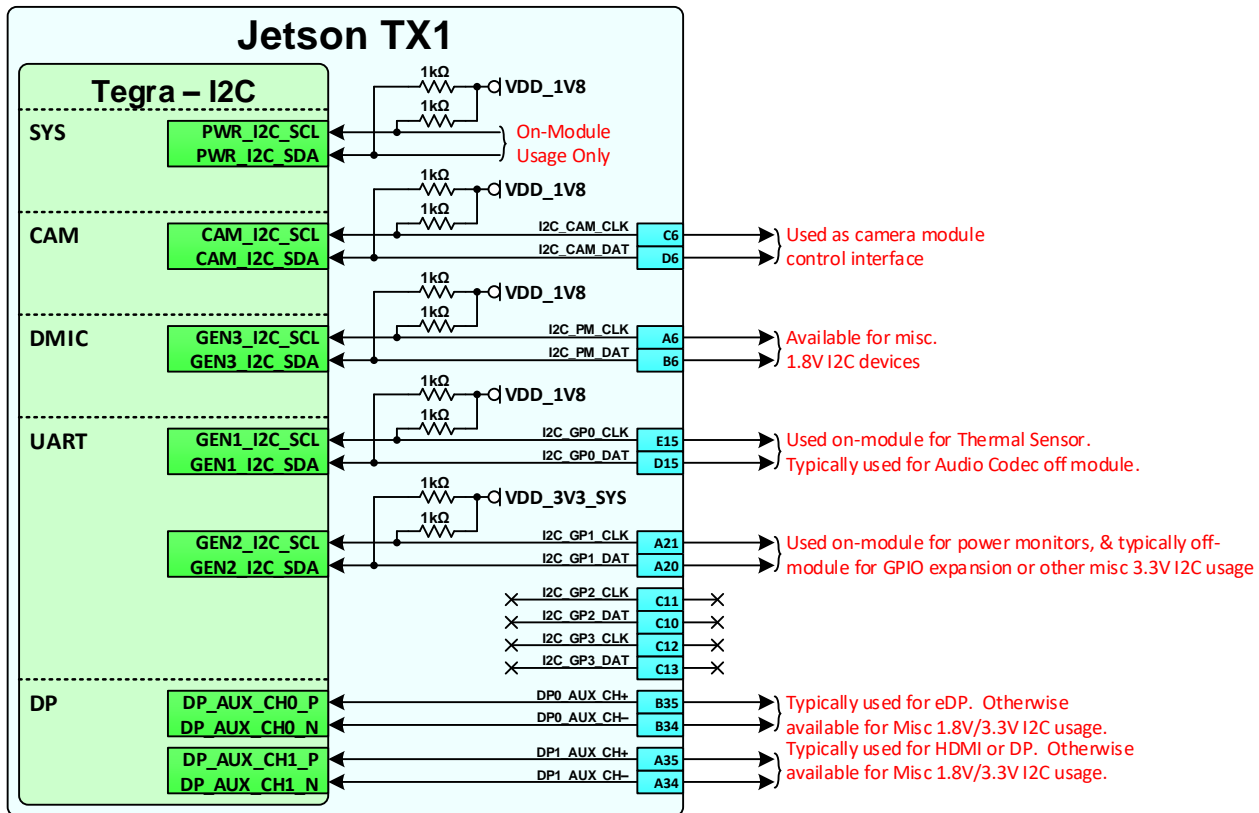 Jetson TX1
Tegra – I2C
1kΩ
VDD_1V8
1kΩ
SYS
PWR_I2C_SCL
PWR_I2C_SDA
On-Module
Usage Only
1kΩ
VDD_1V8
1kΩ
CAM
CAM_I2C_SCL
I2C_CAM_CLK
C6
CAM_I2C_SDA
I2C_CAM_DAT
D6
Used as camera module
control interface
1kΩ
VDD_1V8
1kΩ
DMIC
GEN3_I2C_SCL
I2C_PM_CLK
A6
GEN3_I2C_SDA
I2C_PM_DAT
B6
Available for misc.
1.8V I2C devices
1kΩ
VDD_1V8
1kΩ
UART
GEN1_I2C_SCL
I2C_GP0_CLK
E15
GEN1_I2C_SDA
I2C_GP0_DAT
D15
Used on-module for Thermal Sensor.
Typically used for Audio Codec off module.
1kΩ
VDD_3V3_SYS
1kΩ
GEN2_I2C_SCL
I2C_GP1_CLK
A21
GEN2_I2C_SDA
I2C_GP1_DAT
A20
Used on-module for power monitors, & typically off-
module for GPIO expansion or other misc 3.3V I2C usage
I2C_GP2_CLK
C11
I2C_GP2_DAT
C10
I2C_GP3_CLK
C12
I2C_GP3_DAT
C13
DP
DP_AUX_CH0_P
DP0_AUX_CH+
B35
DP_AUX_CH0_N
DP0_AUX_CH–
B34
Typically used for eDP. Otherwise
available for Misc 1.8V/3.3V I2C usage.
DP_AUX_CH1_P
DP1_AUX_CH+
A35
DP_AUX_CH1_N
DP1_AUX_CH–
A34
Typically used for HDMI or DP. Otherwise
available for Misc 1.8V/3.3V I2C usage.